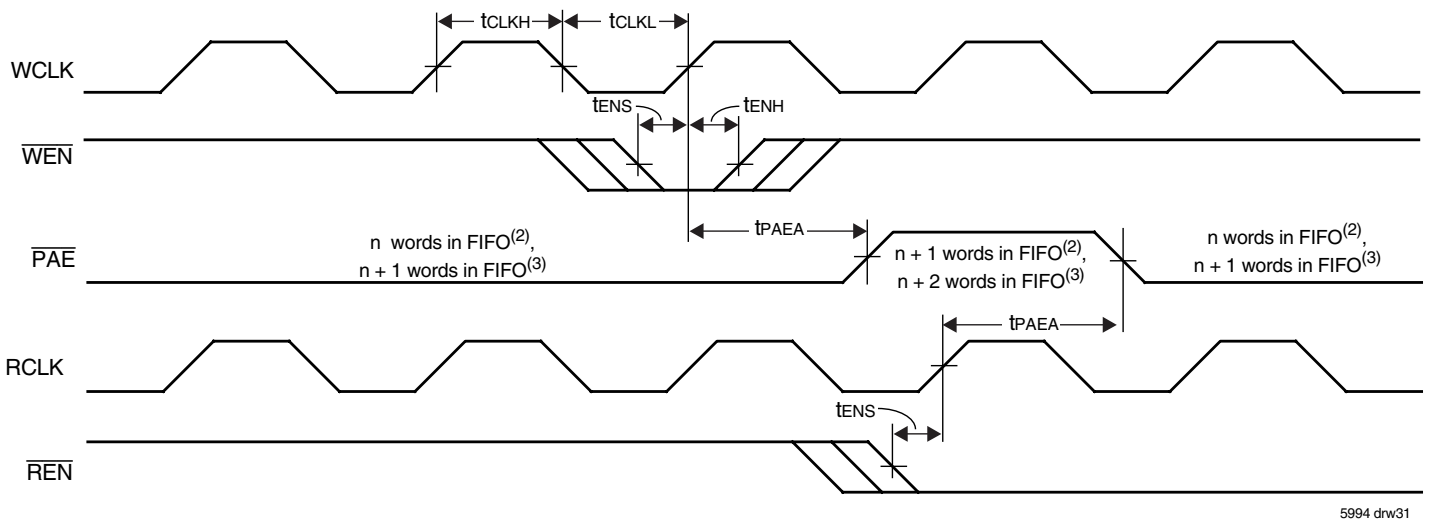 tCLKH
tCLKL
WCLK
tENS
tENH
WEN
tPAEA
n words in FIFO(2),
n + 1 words in FIFO(3)
PAE
n + 1 words in FIFO(2),
n + 2 words in FIFO(3)
n words in FIFO(2),
n + 1 words in FIFO(3)
tPAEA
RCLK
tENS
REN
5994 drw31